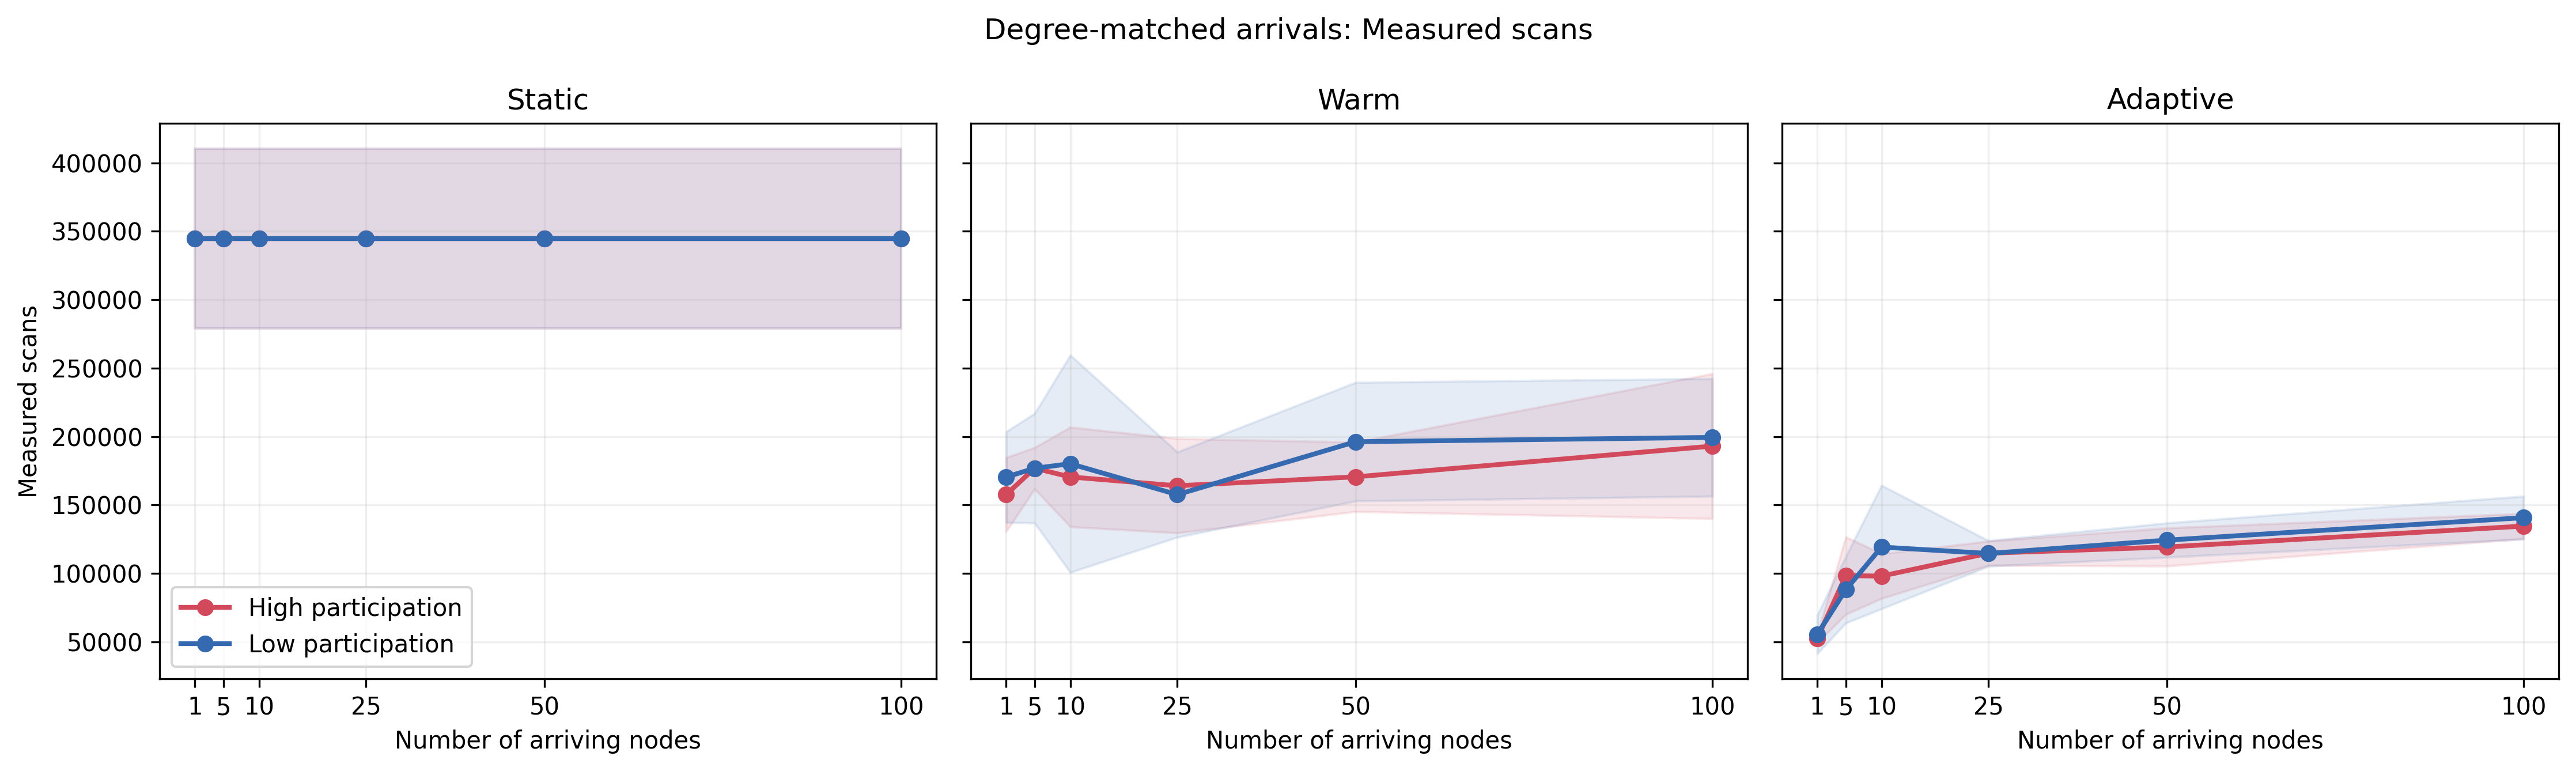 Degree-matched arrivals: Measured scans
Static
Warm
Adaptive
Measured scans
400000
350000
300000
250000
200000
150000
100000
50000
High participation
Low participation
1 5 10 25 50 100
1 5 10 25 50 100
1 5 10 25 50 100
Number of arriving nodes
Number of arriving nodes
Number of arriving nodes